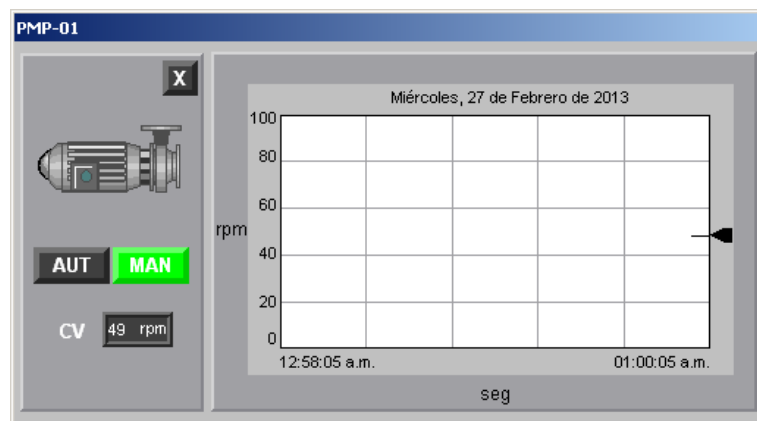 PMP-01
X
AUT MAN
CV 49 rpm
Miércoles, 27 de Febrero de 2013
100
80
60
rpm
40
20
0
12:58:05 a.m. 01:00:05 a.m.
seg